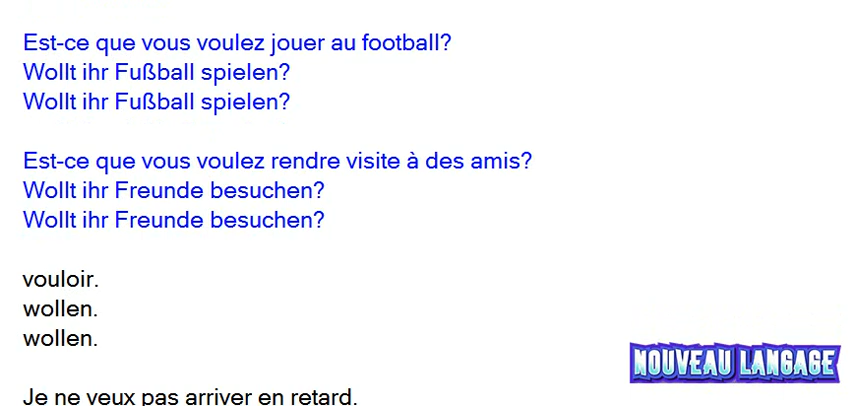 Est-ce que vous voulez jouer au football?
Wollt ihr Fußball spielen?
Wollt ihr Fußball spielen?
Est-ce que vous voulez rendre visite à des amis?
Wollt ihr Freunde besuchen?
Wollt ihr Freunde besuchen?
vouloir.
wollen.
wollen.
NOUVEAU LANGAGE
Je ne veux pas arriver en retard.